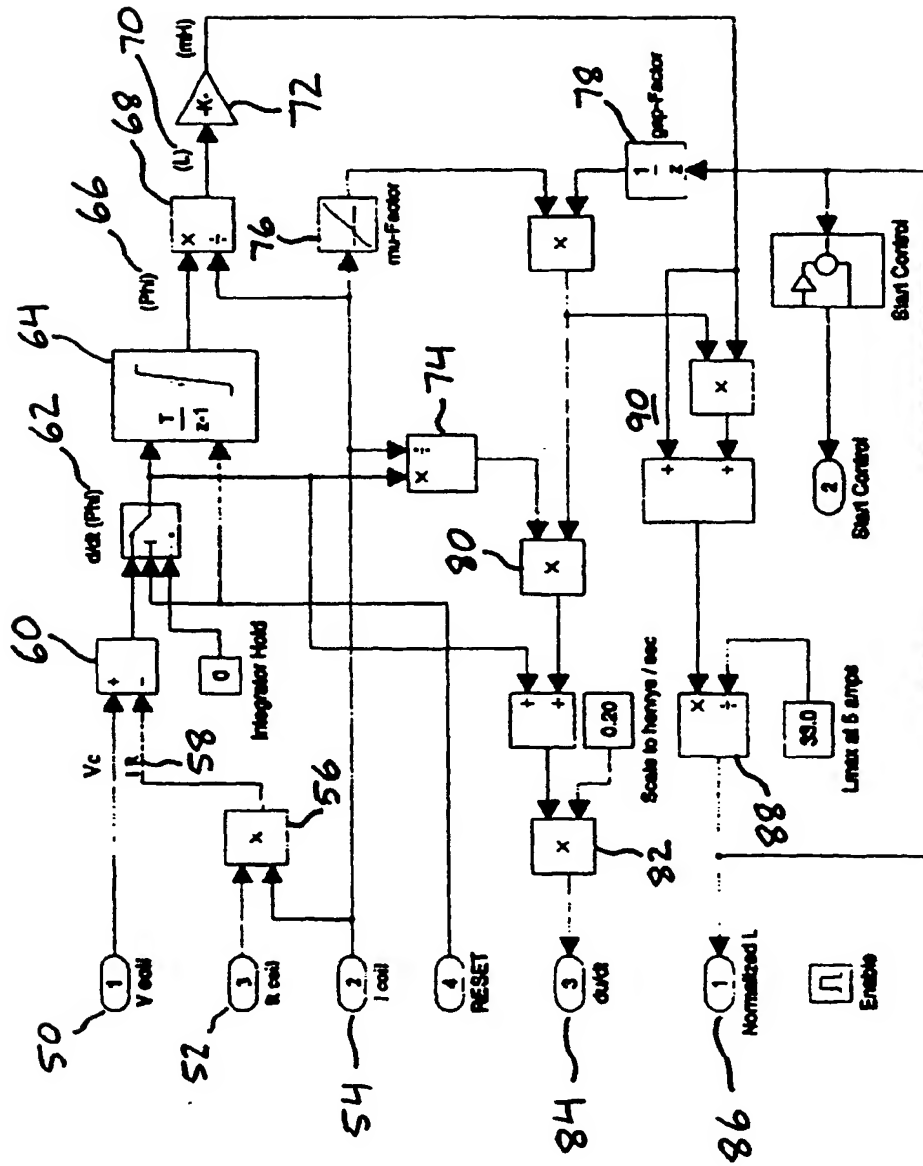 50
1
V coil
Vc
60
+
-
62
d/dt (Phi)
64
T
z-1
66
(Phi)
68
×
÷
70
(L)
-K-
72
(mH)
52
3
R coil
56
x
I R
58
0
Integrator Hold
54
2
I coil
76
mu-Factor
4
RESET
74
X
÷
80
x
x
1
z
78
gap-Factor
84
3
du/dt
82
x
+
+
0.20
Scale to henrys / sec
90
+
+
x
86
1
Normalized L
88
X
÷
33.0
Lmax at 5 amps
2
Start Control
Start Control
Enable